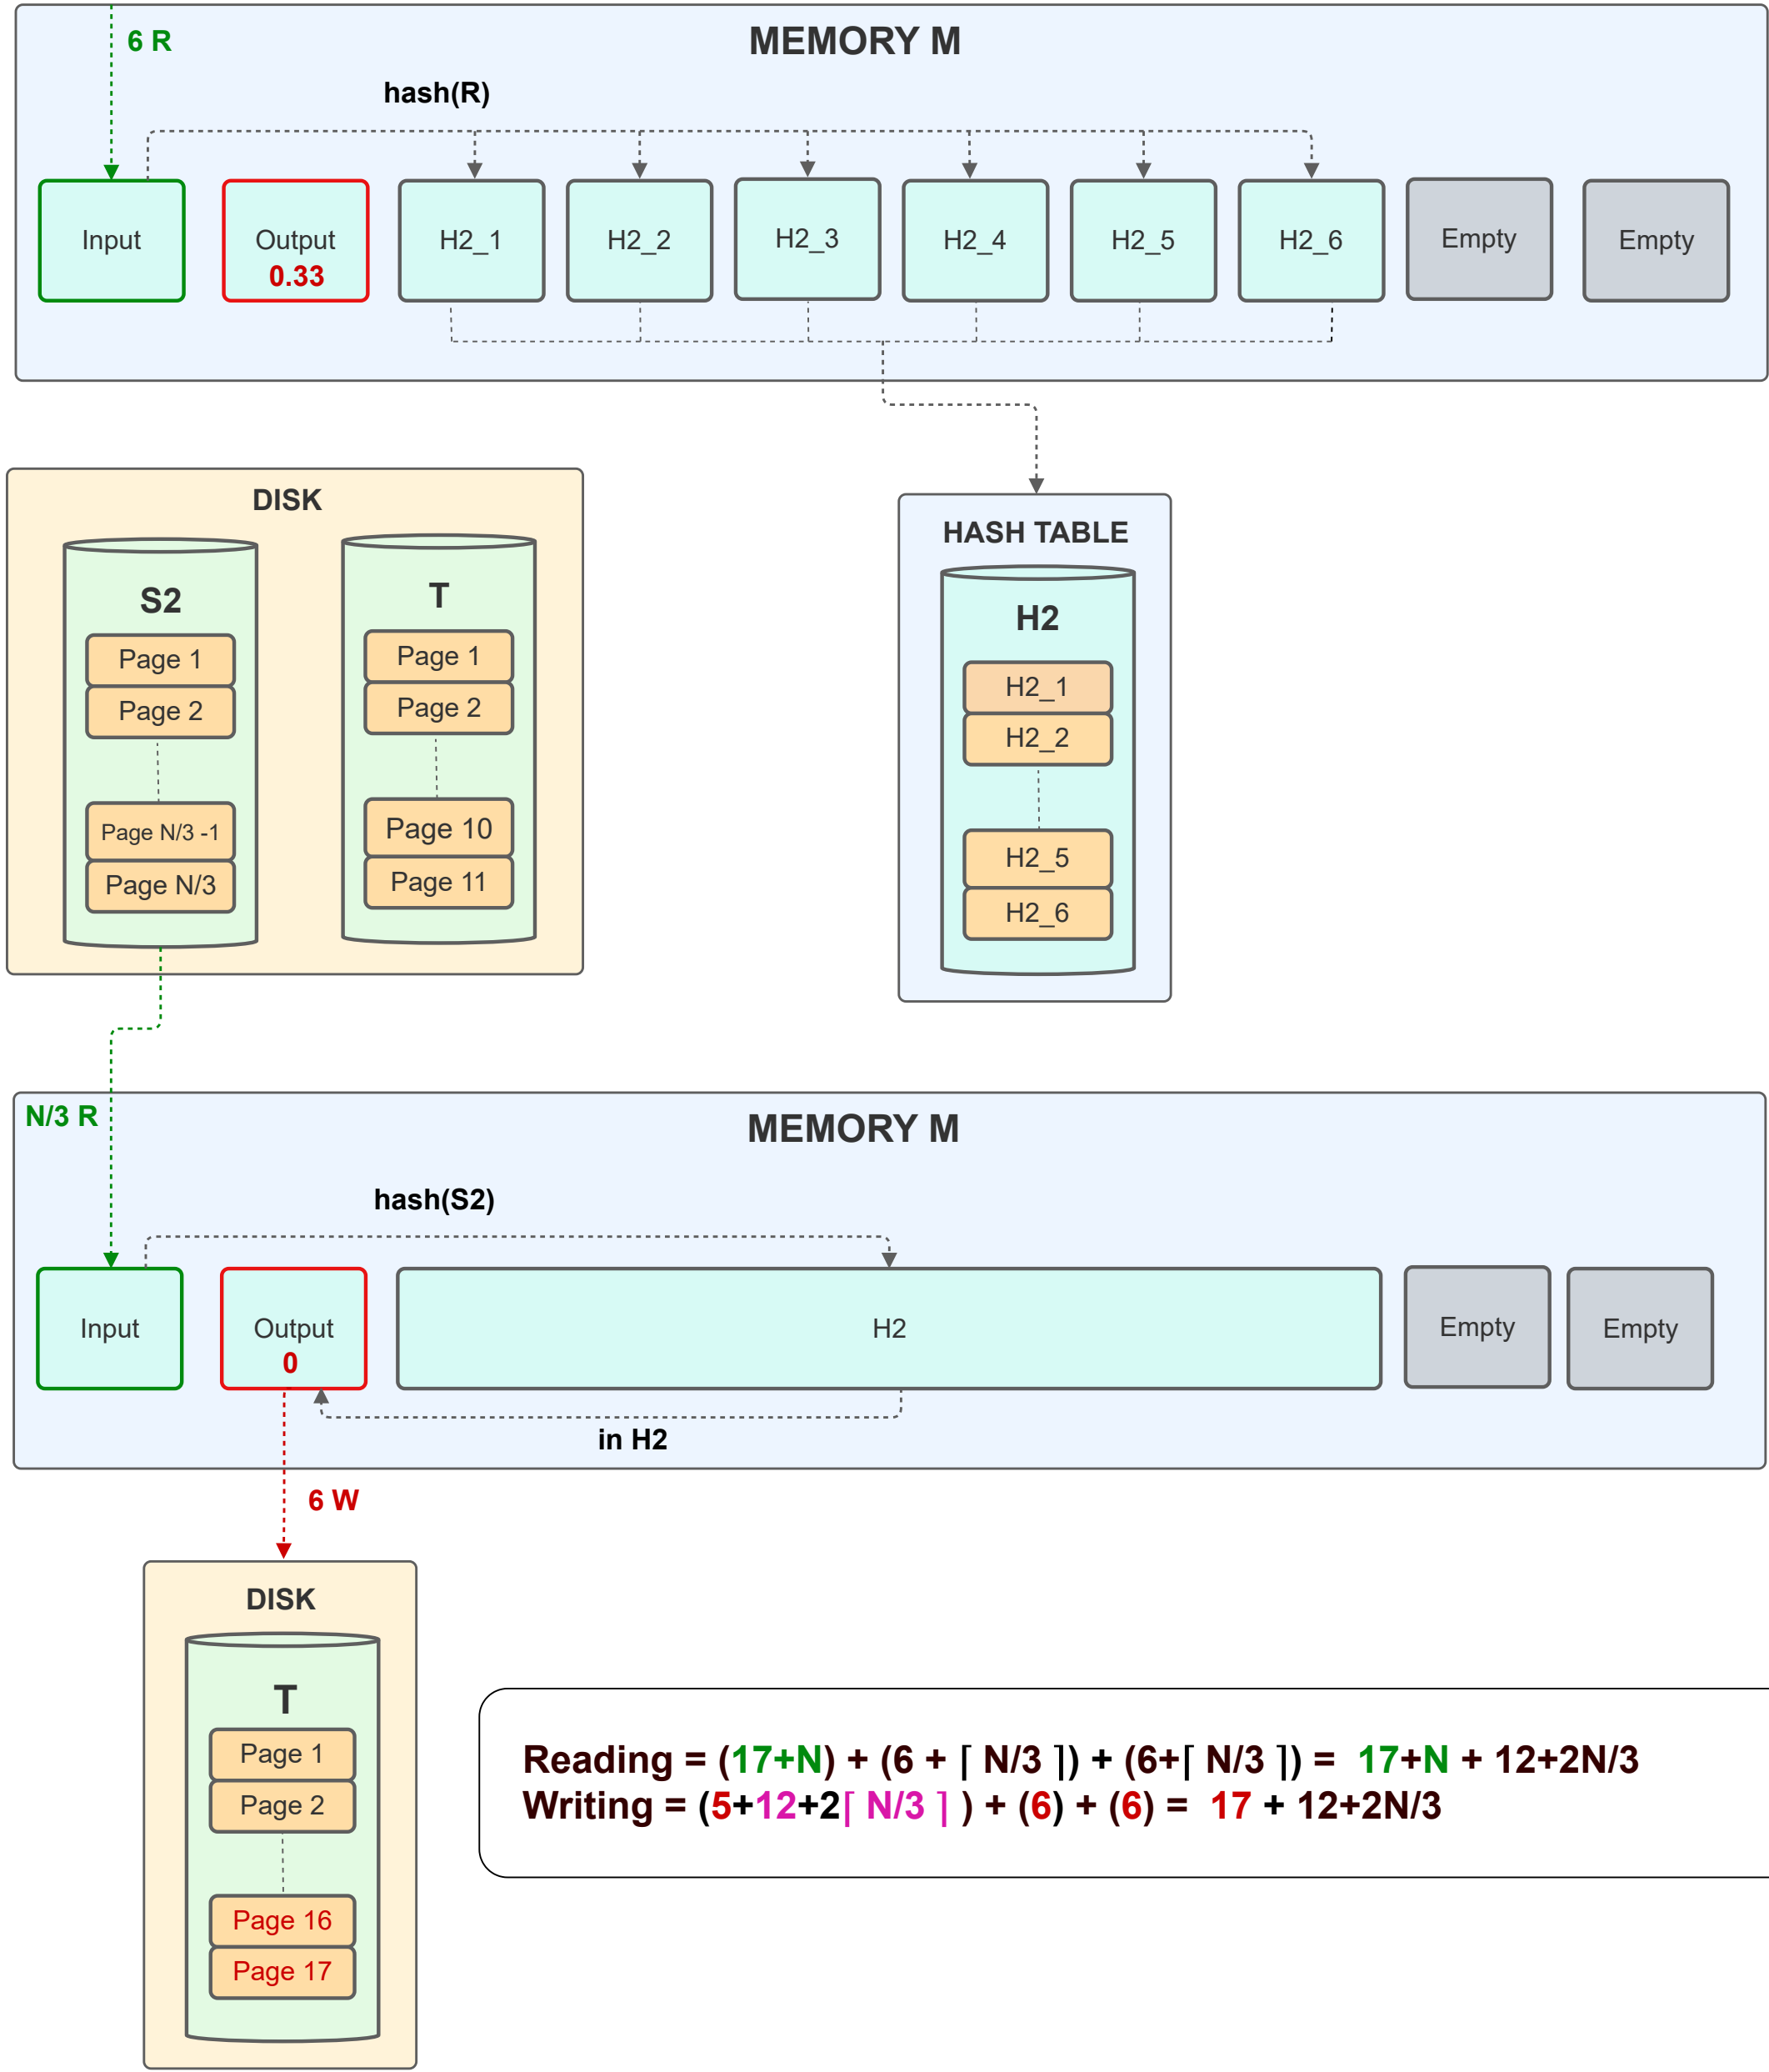 6 R
MEMORY M
hash(R)
Input
Output
0.33
H2_1
H2_2
H2_3
H2_4
H2_5
H2_6
Empty
Empty
DISK
S2
Page 1
Page 2
Page N/3 -1
Page N/3
T
Page 1
Page 2
Page 10
Page 11
HASH TABLE
H2
H2_1
H2_2
H2_5
H2_6
N/3 R
MEMORY M
hash(S2)
Input
Output
0
H2
Empty
Empty
in H2
6 W
DISK
T
Page 1
Page 2
Page 16
Page 17
Reading = (17+N) + (6 + ⌈ N/3 ⌉) + (6+⌈ N/3 ⌉) = 17+N + 12+2N/3
Writing = (5+12+2⌈ N/3 ⌉ ) + (6) + (6) = 17 + 12+2N/3